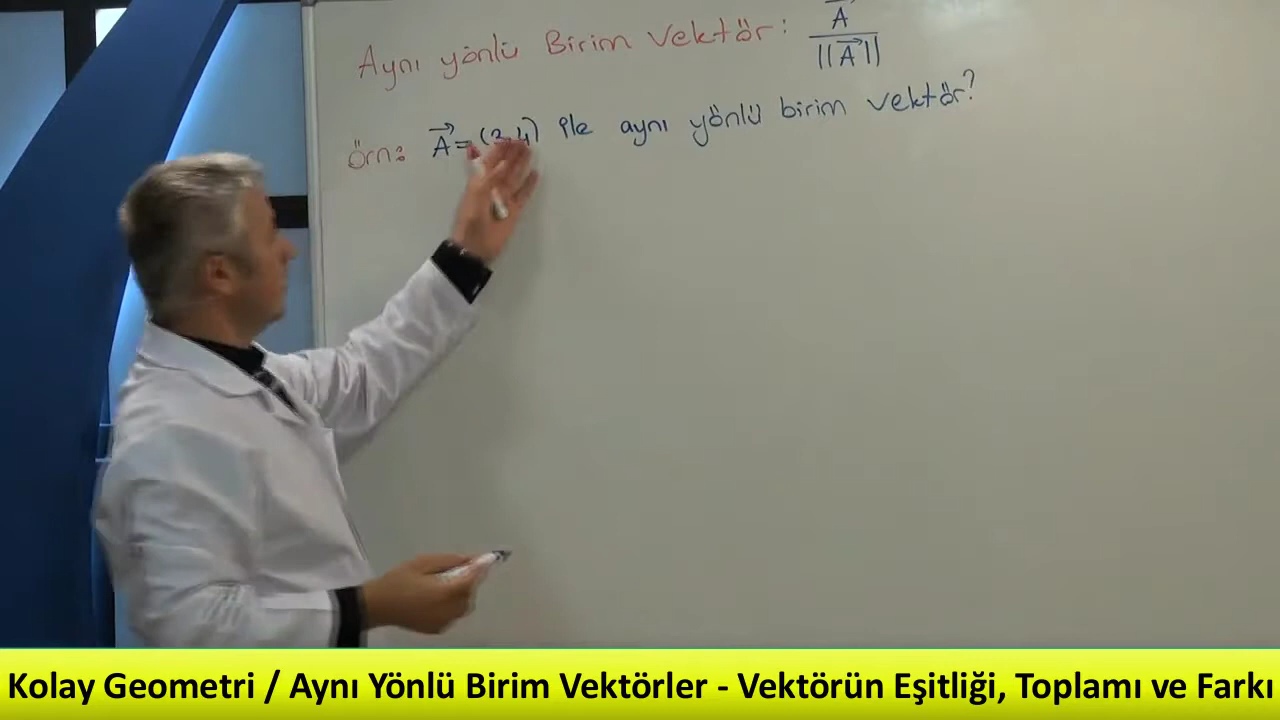 Aynı yönlü Birim Vektör: A / ||A||
Örn: A = (3,4) ile aynı yönlü birim vektör?
Kolay Geometri / Aynı Yönlü Birim Vektörler - Vektörün Eşitliği, Toplamı ve Farkı